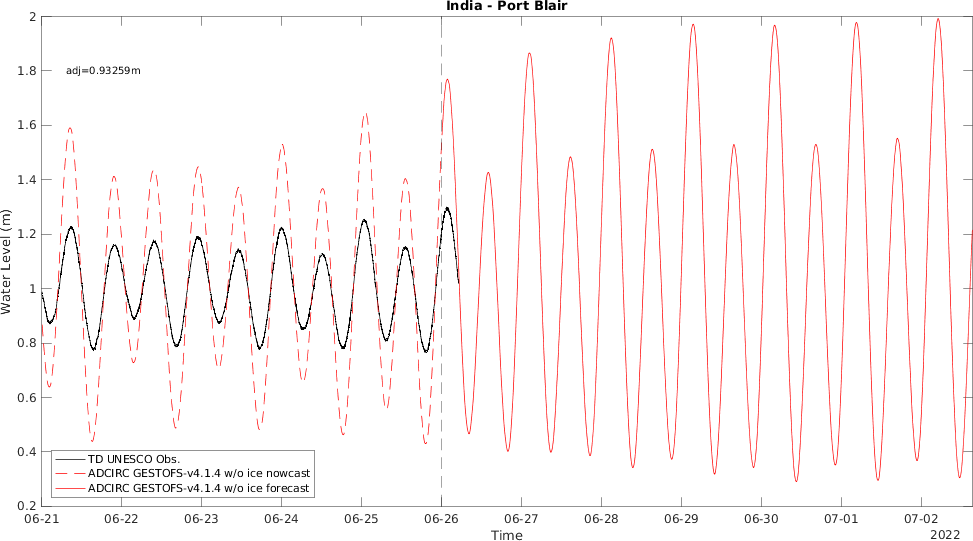 India - Port Blair
adj=0.93259m
2
1.8
1.6
1.4
1.2
1
0.8
0.6
0.4
0.2
Water Level (m)
TD UNESCO Obs.
ADCIRC GESTOFS-v4.1.4 w/o ice nowcast
ADCIRC GESTOFS-v4.1.4 w/o ice forecast
06-21 06-22 06-23 06-24 06-25 06-26 06-27 06-28 06-29 06-30 07-01 07-02
Time
2022